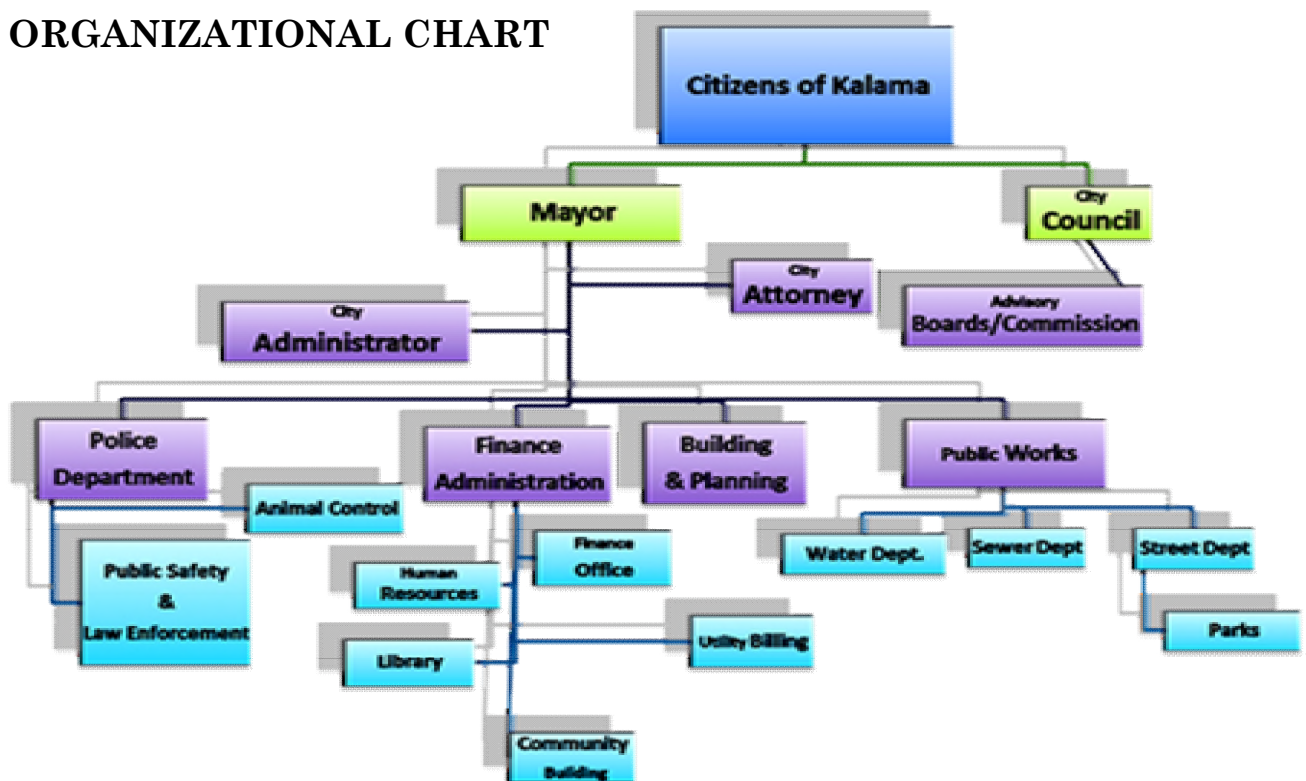 ORGANIZATIONAL CHART
Citizens of Kalama
Mayor
City
Council
City
Attorney
Advisory
Boards/Commission
City
Administrator
Police
Department
Finance
Administration
Building
& Planning
Public Works
Animal Control
Public Safety
&
Law Enforcement
Finance
Office
Human
Resources
Utility Billing
Library
Community
Building
Water Dept.
Sewer Dept
Street Dept
Parks